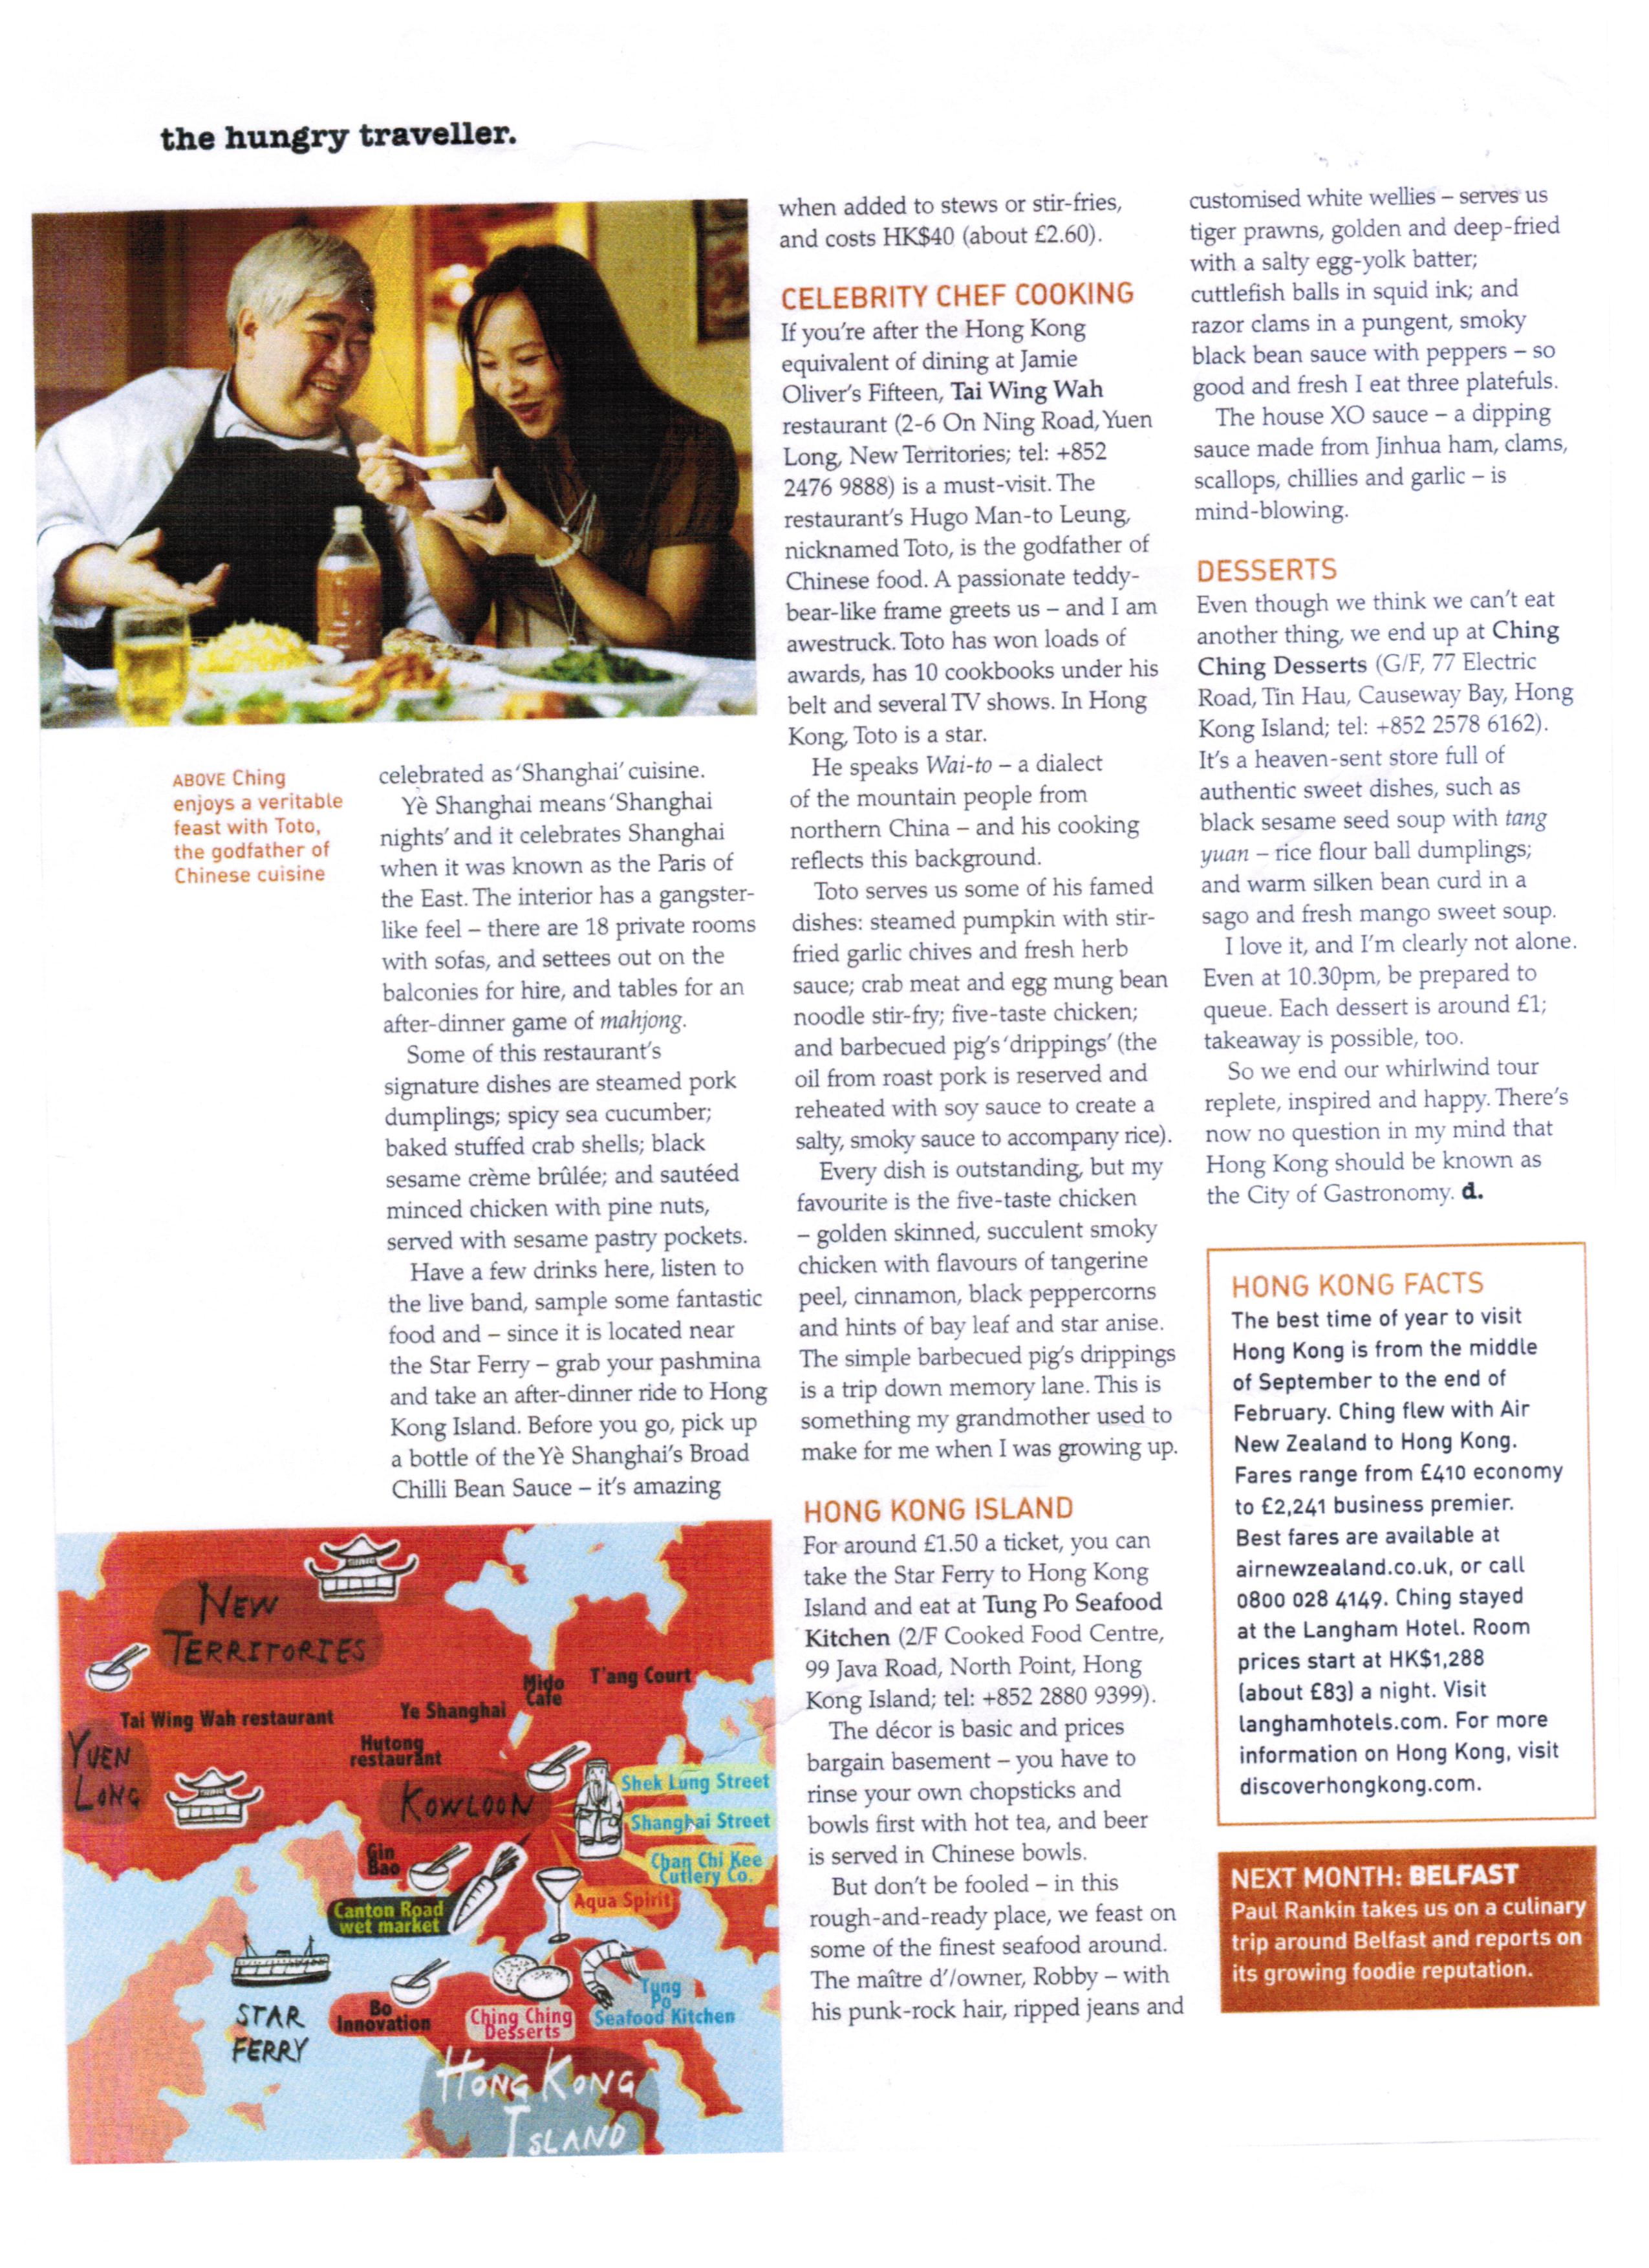 the hungry traveller.
ABOVE Ching
enjoys a veritable
feast with Toto,
the godfather of
Chinese cuisine
celebrated as ‘Shanghai’ cuisine.
Yè Shanghai means ‘Shanghai
nights’ and it celebrates Shanghai
when it was known as the Paris of
the East. The interior has a gangster-
like feel – there are 18 private rooms
with sofas, and settees out on the
balconies for hire, and tables for an
after-dinner game of mahjong.
Some of this restaurant’s
signature dishes are steamed pork
dumplings; spicy sea cucumber;
baked stuffed crab shells; black
sesame crème brûlée; and sautéed
minced chicken with pine nuts,
served with sesame pastry pockets.
Have a few drinks here, listen to
the live band, sample some fantastic
food and – since it is located near
the Star Ferry – grab your pashmina
and take an after-dinner ride to Hong
Kong Island. Before you go, pick up
a bottle of the Yè Shanghai’s Broad
Chilli Bean Sauce – it’s amazing
when added to stews or stir-fries,
and costs HK$40 (about £2.60).
CELEBRITY CHEF COOKING
If you’re after the Hong Kong
equivalent of dining at Jamie
Oliver’s Fifteen, Tai Wing Wah
restaurant (2-6 On Ning Road, Yuen
Long, New Territories; tel: +852
2476 9888) is a must-visit. The
restaurant’s Hugo Man-to Leung,
nicknamed Toto, is the godfather of
Chinese food. A passionate teddy-
bear-like frame greets us – and I am
awestruck. Toto has won loads of
awards, has 10 cookbooks under his
belt and several TV shows. In Hong
Kong, Toto is a star.
He speaks Wai-to – a dialect
of the mountain people from
northern China – and his cooking
reflects this background.
Toto serves us some of his famed
dishes: steamed pumpkin with stir-
fried garlic chives and fresh herb
sauce; crab meat and egg mung bean
noodle stir-fry; five-taste chicken;
and barbecued pig’s ‘drippings’ (the
oil from roast pork is reserved and
reheated with soy sauce to create a
salty, smoky sauce to accompany rice).
Every dish is outstanding, but my
favourite is the five-taste chicken
– golden skinned, succulent smoky
chicken with flavours of tangerine
peel, cinnamon, black peppercorns
and hints of bay leaf and star anise.
The simple barbecued pig’s drippings
is a trip down memory lane. This is
something my grandmother used to
make for me when I was growing up.
HONG KONG ISLAND
For around £1.50 a ticket, you can
take the Star Ferry to Hong Kong
Island and eat at Tung Po Seafood
Kitchen (2/F Cooked Food Centre,
99 Java Road, North Point, Hong
Kong Island; tel: +852 2880 9399).
The décor is basic and prices
bargain basement – you have to
rinse your own chopsticks and
bowls first with hot tea, and beer
is served in Chinese bowls.
But don’t be fooled – in this
rough-and-ready place, we feast on
some of the finest seafood around.
The maître d’/owner, Robby – with
his punk-rock hair, ripped jeans and
customised white wellies – serves us
tiger prawns, golden and deep-fried
with a salty egg-yolk batter;
cuttlefish balls in squid ink; and
razor clams in a pungent, smoky
black bean sauce with peppers – so
good and fresh I eat three platefuls.
The house XO sauce – a dipping
sauce made from Jinhua ham, clams,
scallops, chillies and garlic – is
mind-blowing.
DESSERTS
Even though we think we can’t eat
another thing, we end up at Ching
Ching Desserts (G/F, 77 Electric
Road, Tin Hau, Causeway Bay, Hong
Kong Island; tel: +852 2578 6162).
It’s a heaven-sent store full of
authentic sweet dishes, such as
black sesame seed soup with tang
yuan – rice flour ball dumplings;
and warm silken bean curd in a
sago and fresh mango sweet soup.
I love it, and I’m clearly not alone.
Even at 10.30pm, be prepared to
queue. Each dessert is around £1;
takeaway is possible, too.
So we end our whirlwind tour
replete, inspired and happy. There’s
now no question in my mind that
Hong Kong should be known as
the City of Gastronomy. d.
HONG KONG FACTS
The best time of year to visit
Hong Kong is from the middle
of September to the end of
February. Ching flew with Air
New Zealand to Hong Kong.
Fares range from £410 economy
to £2,241 business premier.
Best fares are available at
airnewzealand.co.uk, or call
0800 028 4149. Ching stayed
at the Langham Hotel. Room
prices start at HK$1,288
(about £83) a night. Visit
langhamhotels.com. For more
information on Hong Kong, visit
discoverhongkong.com.
NEXT MONTH: BELFAST
Paul Rankin takes us on a culinary
trip around Belfast and reports on
its growing foodie reputation.
NEW
TERRITORIES
Tai Wing Wah restaurant
Ye Shanghai
Mido
Cafe
T'ang Court
Hutong
restaurant
YUEN
LONG
KOWLOON
Shek Lung Street
Shanghai Street
Chan Chi Kee
Cutlery Co.
Gin
Bao
Aqua Spirit
Canton Road
wet market
STAR
FERRY
Bo
Innovation
Ching Ching
Desserts
Tung
Po
Seafood Kitchen
HONG KONG
ISLAND